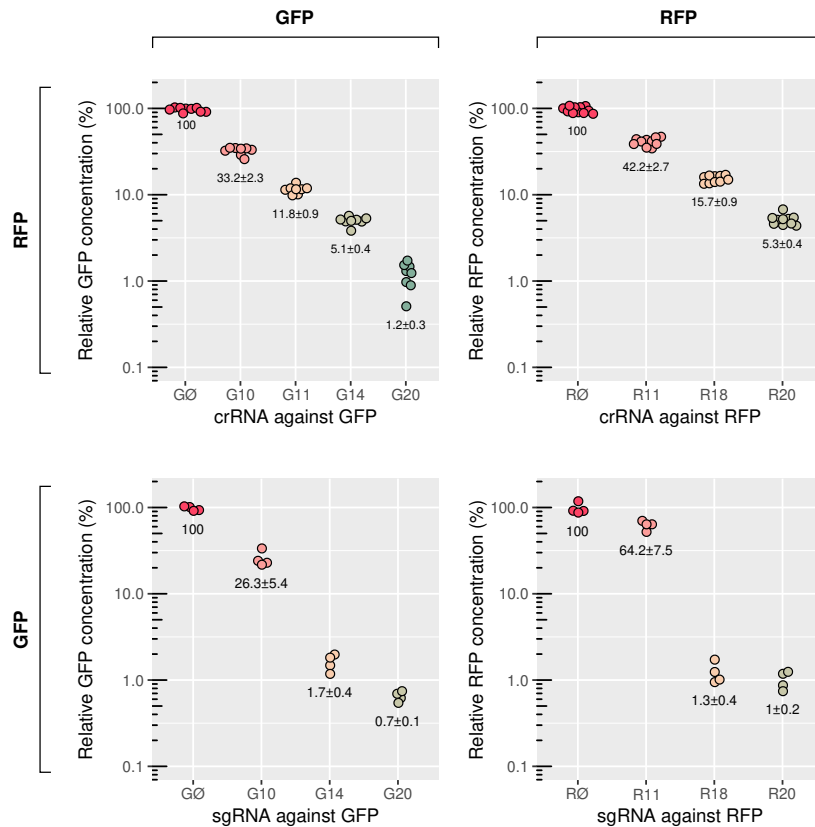 GFP
RFP
RFP
Relative GFP concentration (%)
100.0
10.0
1.0
0.1
100
33.2±2.3
11.8±0.9
5.1±0.4
1.2±0.3
GØ G10 G11 G14 G20
crRNA against GFP
Relative RFP concentration (%)
100.0
10.0
1.0
0.1
100
42.2±2.7
15.7±0.9
5.3±0.4
RØ R11 R18 R20
crRNA against RFP
GFP
Relative GFP concentration (%)
100.0
10.0
1.0
0.1
100
26.3±5.4
1.7±0.4
0.7±0.1
GØ G10 G14 G20
sgRNA against GFP
Relative RFP concentration (%)
100.0
10.0
1.0
0.1
100
64.2±7.5
1.3±0.4
1±0.2
RØ R11 R18 R20
sgRNA against RFP